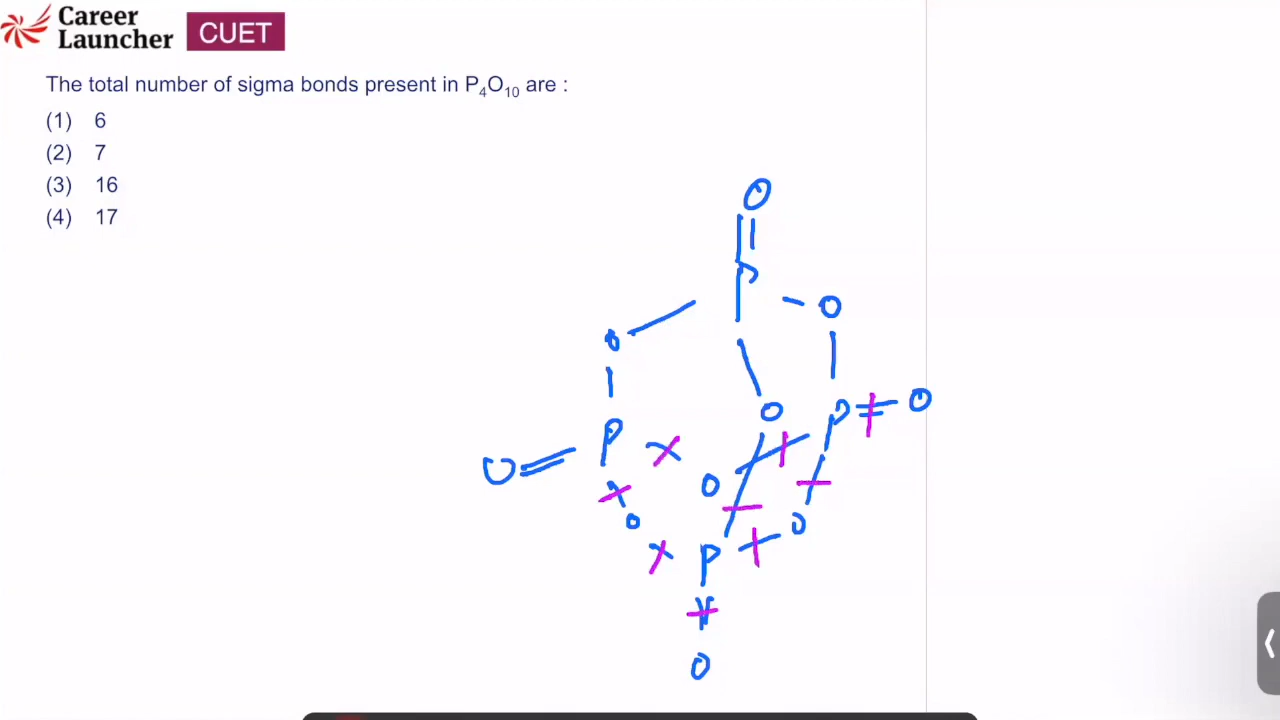 Career
Launcher
CUET
The total number of sigma bonds present in P₄O₁₀ are :
(1) 6
(2) 7
(3) 16
(4) 17
O
P
O
O
P
O
P
O
O
O
O
O
P
O